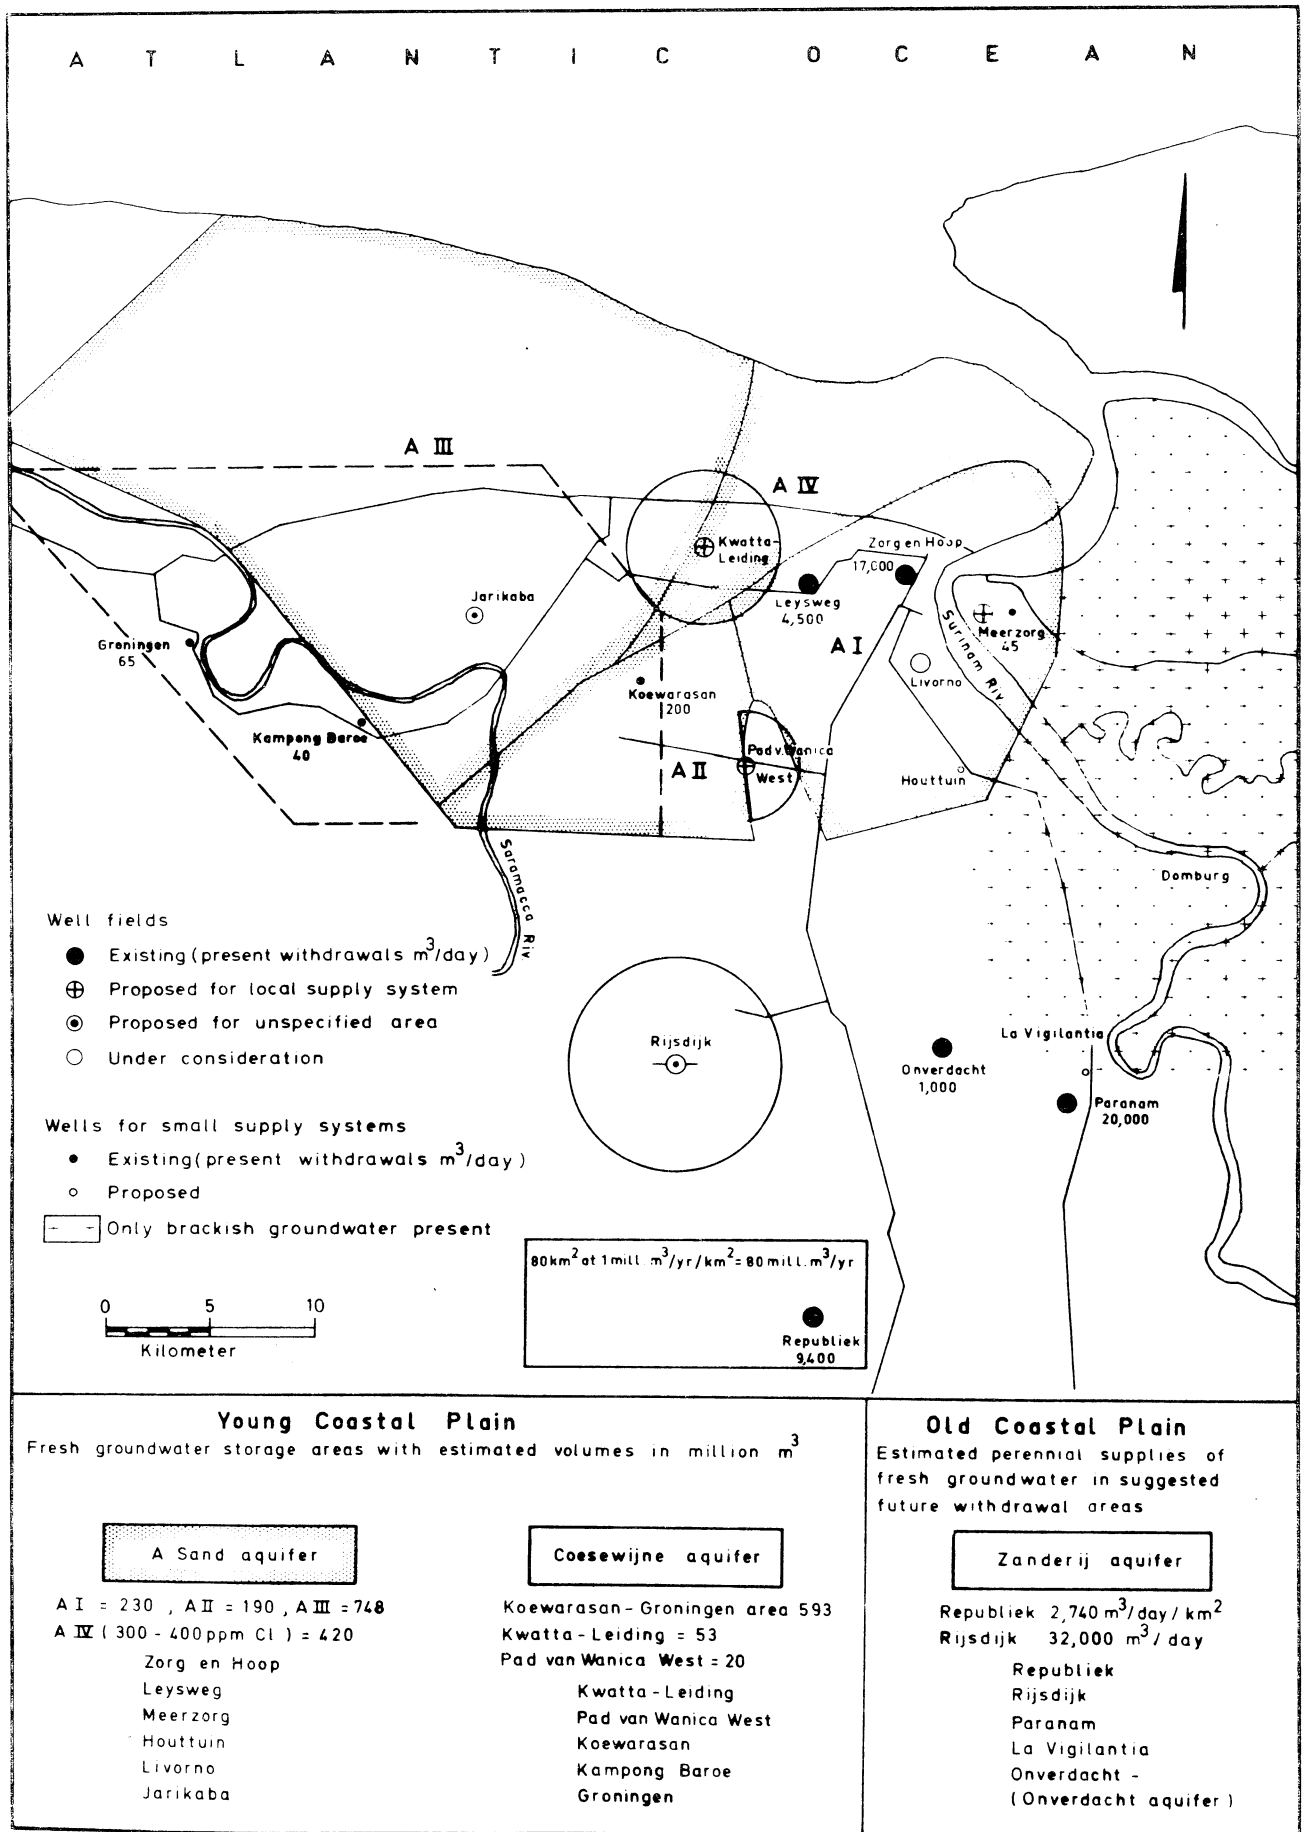 ATLANTIC OCEAN
A III
A IV
Kwatta-
Leiding
Zorg en Hoop
17,000
Leysweg
4,500
Jarikaba
Meerzorg
45
Surinam Riv.
Groningen
65
A I
Livorno
Koewarasan
200
Kampong Baroe
40
Pad v. Wanica
West
A II
Houttuin
Saramacca Riv.
Domburg
Well fields
Existing (present withdrawals m³/day)
Proposed for local supply system
Proposed for unspecified area
Under consideration
Rijsdijk
La Vigilantia
Onverdacht
1,000
Paranam
20,000
Wells for small supply systems
Existing (present withdrawals m³/day)
Proposed
Only brackish groundwater present
80km² at 1 mill. m³/yr/km² = 80 mill. m³/yr
Republiek
9,400
0 5 10
Kilometer
Young Coastal Plain
Fresh groundwater storage areas with estimated volumes in million m³
A Sand aquifer
A I = 230 , A II = 190 , A III = 748
A IV ( 300 - 400 ppm Cl ) = 420
Zorg en Hoop
Leysweg
Meerzorg
Houttuin
Livorno
Jarikaba
Coesewijne aquifer
Koewarasan - Groningen area 593
Kwatta - Leiding = 53
Pad van Wanica West = 20
Kwatta - Leiding
Pad van Wanica West
Koewarasan
Kampong Baroe
Groningen
Old Coastal Plain
Estimated perennial supplies of
fresh groundwater in suggested
future withdrawal areas
Zanderij aquifer
Republiek 2,740 m³/day/km²
Rijsdijk 32,000 m³/day
Republiek
Rijsdijk
Paranam
La Vigilantia
Onverdacht -
(Onverdacht aquifer)